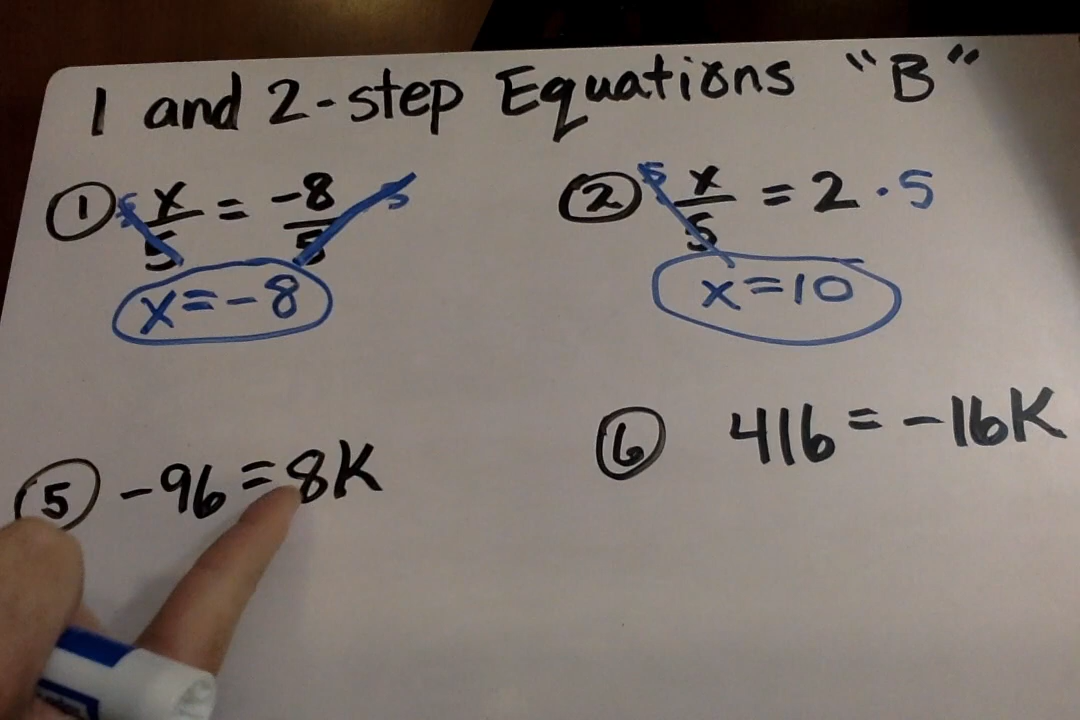 1 and 2-step Equations "B"
① 5 x/5 = -8/5 5
x=-8
② 5 x/5 = 2 · 5
x=10
⑤ -96=8K
⑥ 416=-16K